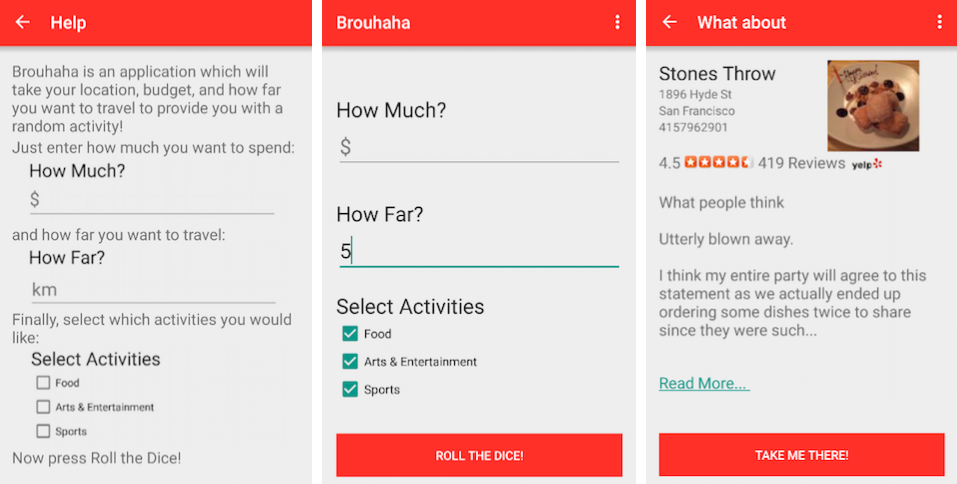 Help
Brouhaha is an application which will
take your location, budget, and how far
you want to travel to provide you with a
random activity!
Just enter how much you want to spend:
How Much?
$
and how far you want to travel:
How Far?
km
Finally, select which activities you would
like:
Select Activities
Food
Arts & Entertainment
Sports
Now press Roll the Dice!
Brouhaha
How Much?
$
How Far?
5
Select Activities
Food
Arts & Entertainment
Sports
ROLL THE DICE!
What about
Stones Throw
1896 Hyde St
San Francisco
4157962901
4.5 419 Reviews yelp
What people think
Utterly blown away.
I think my entire party will agree to this
statement as we actually ended up
ordering some dishes twice to share
since they were such...
Read More...
TAKE ME THERE!